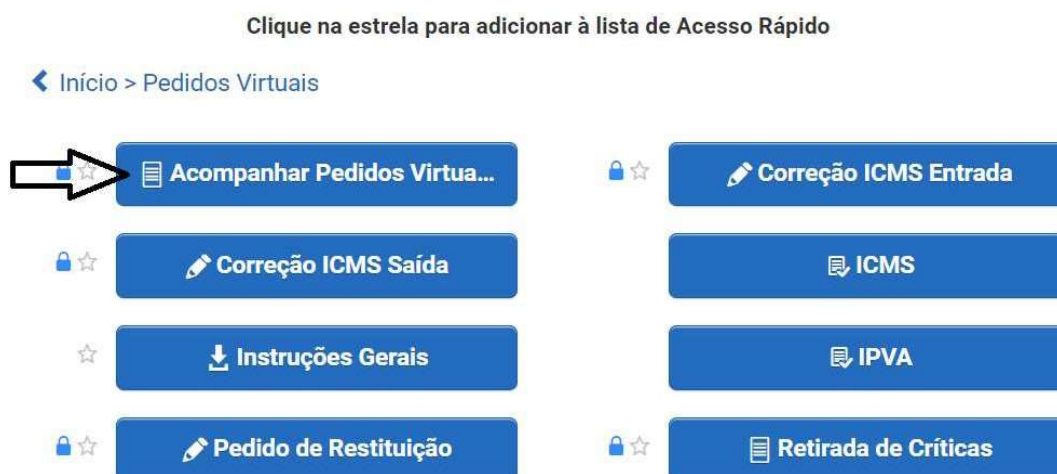 Clique na estrela para adicionar à lista de Acesso Rápido
Início > Pedidos Virtuais
Acompanhar Pedidos Virtua...
Correção ICMS Entrada
Correção ICMS Saída
ICMS
Instruções Gerais
IPVA
Pedido de Restituição
Retirada de Críticas